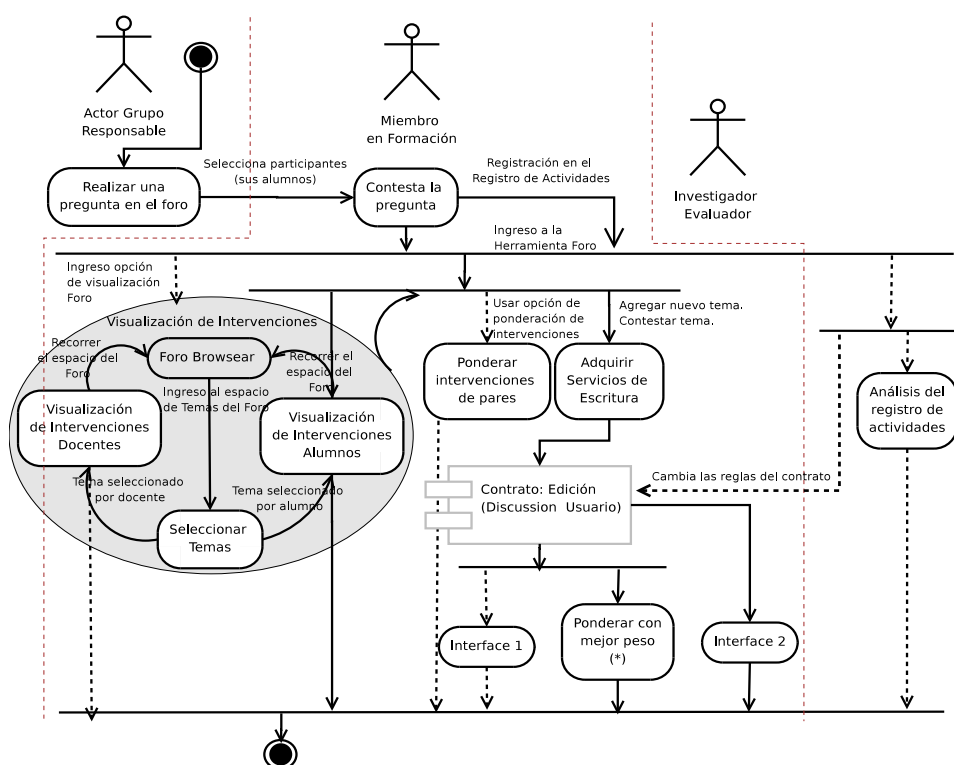 Actor Grupo
Responsable
Miembro
en Formación
Investigador
Evaluador
Realizar una
pregunta en el foro
Selecciona participantes
(sus alumnos)
Contesta la
pregunta
Registración en el
Registro de Actividades
Ingreso a la
Herramienta Foro
Ingreso opción
de visualización
Foro
Visualización de Intervenciones
Recorrer
el espacio del
Foro
Foro Browsear
Recorrer el
espacio del
Foro
Ingreso al espacio
de Temas del Foro
Visualización
de Intervenciones
Docentes
Visualización
de Intervenciones
Alumnos
Tema seleccionado
por docente
Tema seleccionado
por alumno
Seleccionar
Temas
Usar opción de
ponderación de
intervenciones
Agregar nuevo tema.
Contestar tema.
Ponderar
intervenciones
de pares
Adquirir
Servicios de
Escritura
Análisis del
registro de
actividades
Cambia las reglas del contrato
Contrato: Edición
(Discussion Usuario)
Interface 1
Ponderar con
mejor peso
(*)
Interface 2